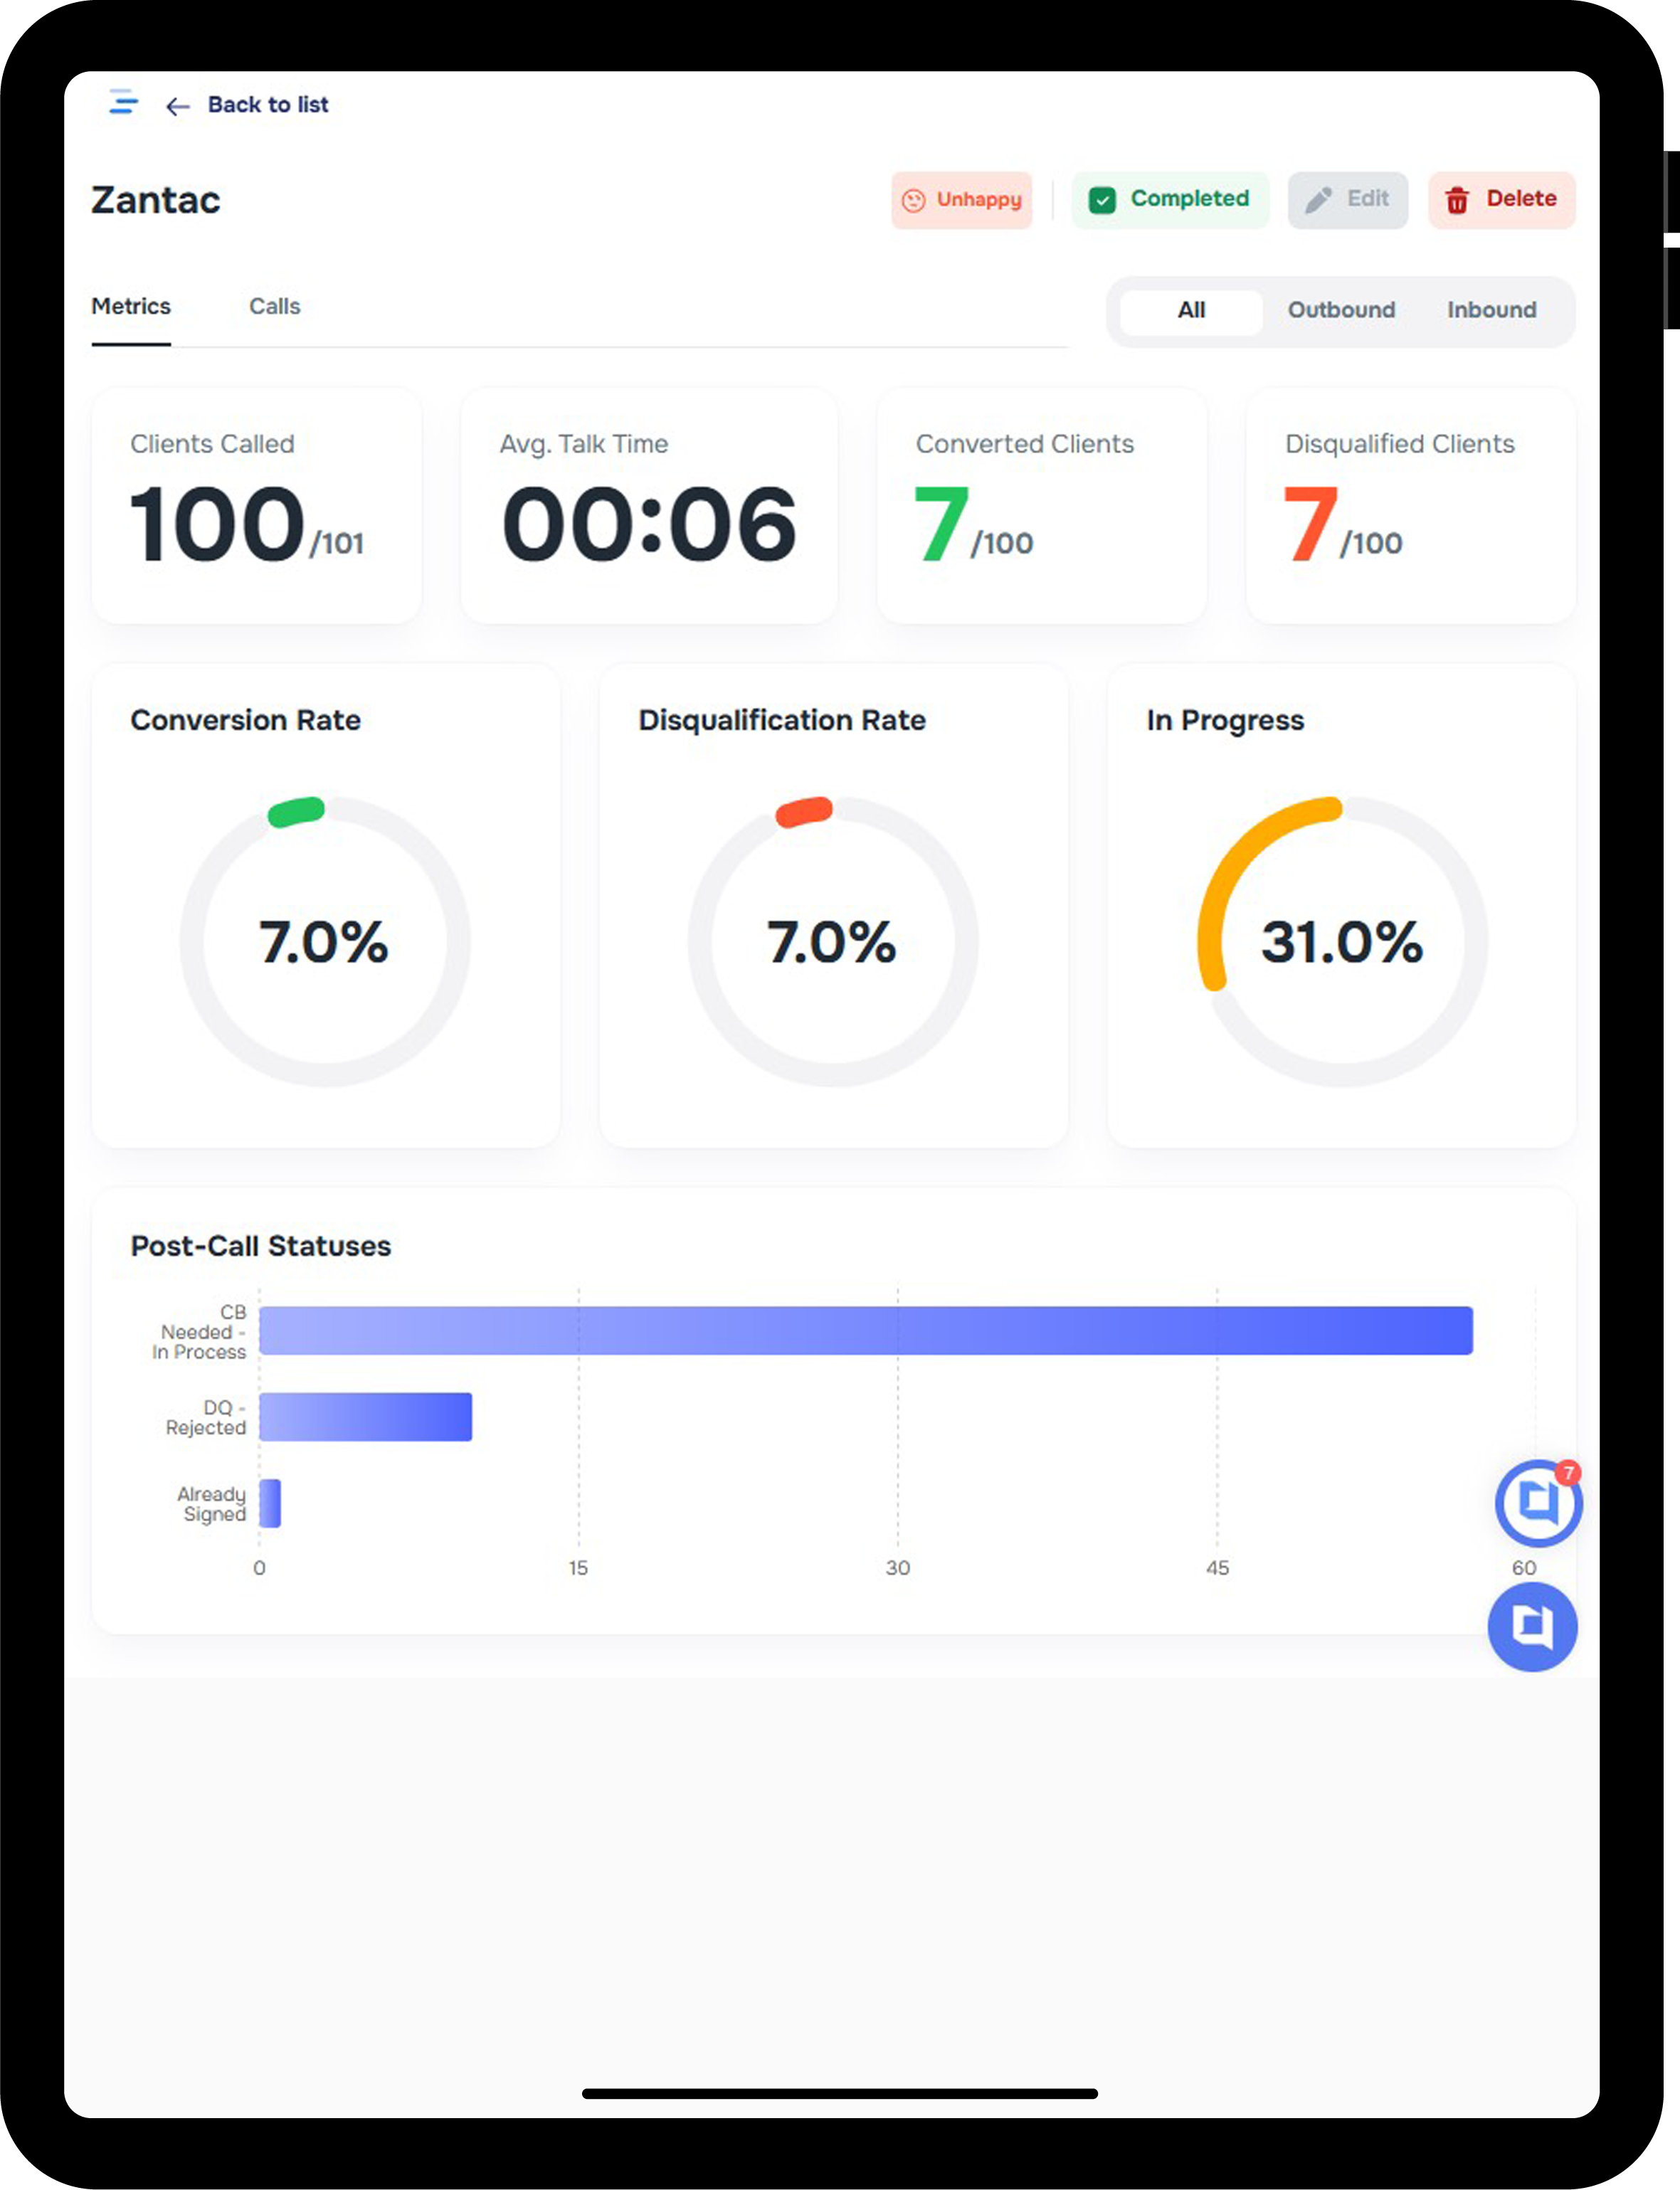 Back to list
Zantac
Unhappy
Completed
Edit
Delete
Metrics
Calls
All
Outbound
Inbound
Clients Called
100/101
Avg. Talk Time
00:06
Converted Clients
7/100
Disqualified Clients
7/100
Conversion Rate
7.0%
Disqualification Rate
7.0%
In Progress
31.0%
Post-Call Statuses
CB
Needed -
In Process
DQ -
Rejected
Already
Signed
7
0
15
30
45
60